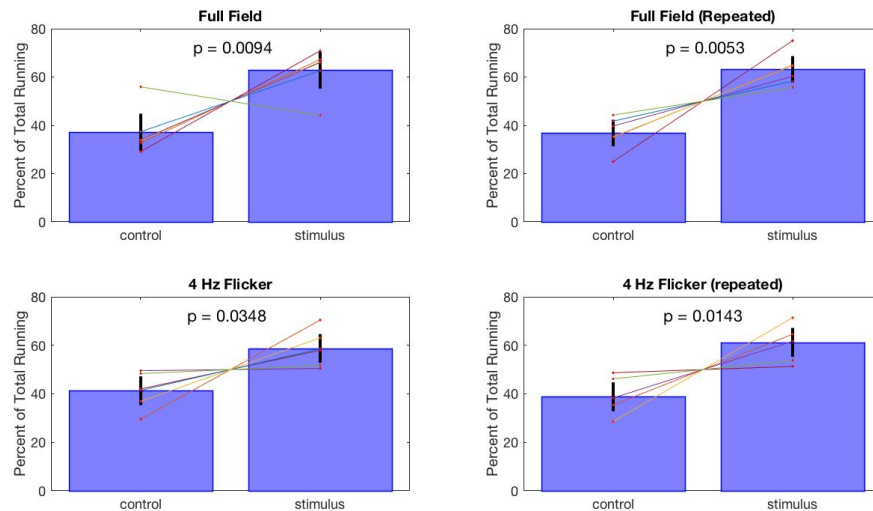 Full Field
p = 0.0094
Percent of Total Running
80
60
40
20
0
control stimulus
Full Field (Repeated)
p = 0.0053
Percent of Total Running
80
60
40
20
0
control stimulus
4 Hz Flicker
p = 0.0348
Percent of Total Running
80
60
40
20
0
control stimulus
4 Hz Flicker (repeated)
p = 0.0143
Percent of Total Running
80
60
40
20
0
control stimulus